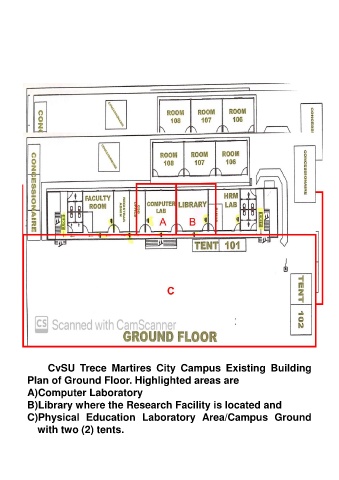 CON
ROOM
108
ROOM
107
ROOM
106
CONCESSIONAIRE
ROOM
108
ROOM
107
ROOM
106
CONCESSIONAIRE
CONCESSIONAIRE
FACULTY
ROOM
COMPUTER
LAB
A
LIBRARY
B
HRM
LAB
TENT 101
TENT
102
C
CS Scanned with CamScanner
GROUND FLOOR
CvSU Trece Martires City Campus Existing Building
Plan of Ground Floor. Highlighted areas are
A)Computer Laboratory
B)Library where the Research Facility is located and
C)Physical Education Laboratory Area/Campus Ground
with two (2) tents.